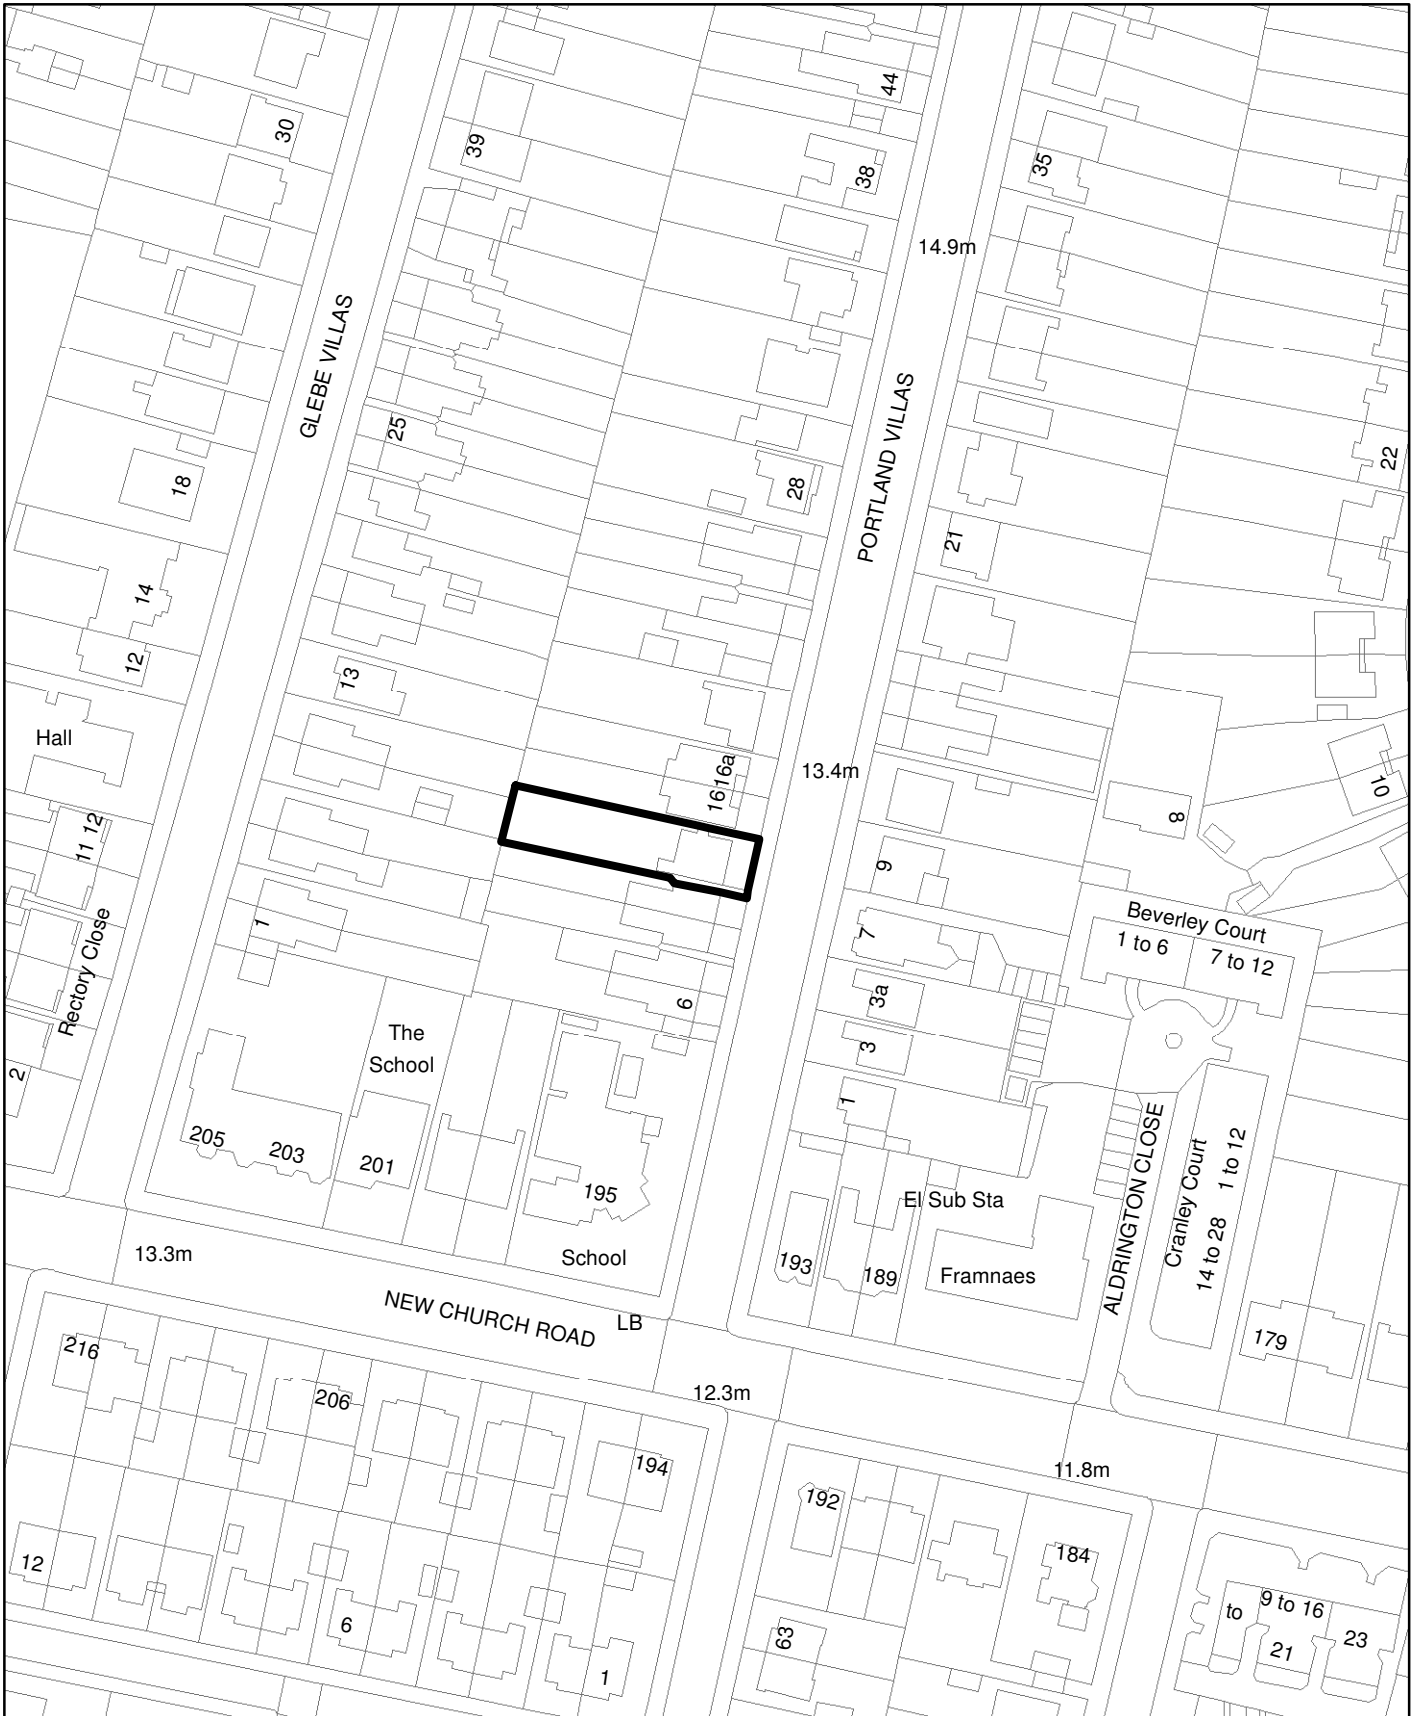 44
30
39
38
35
14.9m
GLEBE VILLAS
PORTLAND VILLAS
25
22
18
28
21
14
12
13
Hall
16a
16
13.4m
10
8
11 12
9
1
7
Beverley Court
1 to 6
7 to 12
Rectory Close
6
3a
The
School
3
2
1
205
203
201
195
ALDRINGTON CLOSE
Cranley Court
1 to 12
14 to 28
El Sub Sta
13.3m
School
193
189
Framnaes
NEW CHURCH ROAD
LB
179
216
206
12.3m
194
11.8m
192
184
12
6
1
63
to
9 to 16
21
23